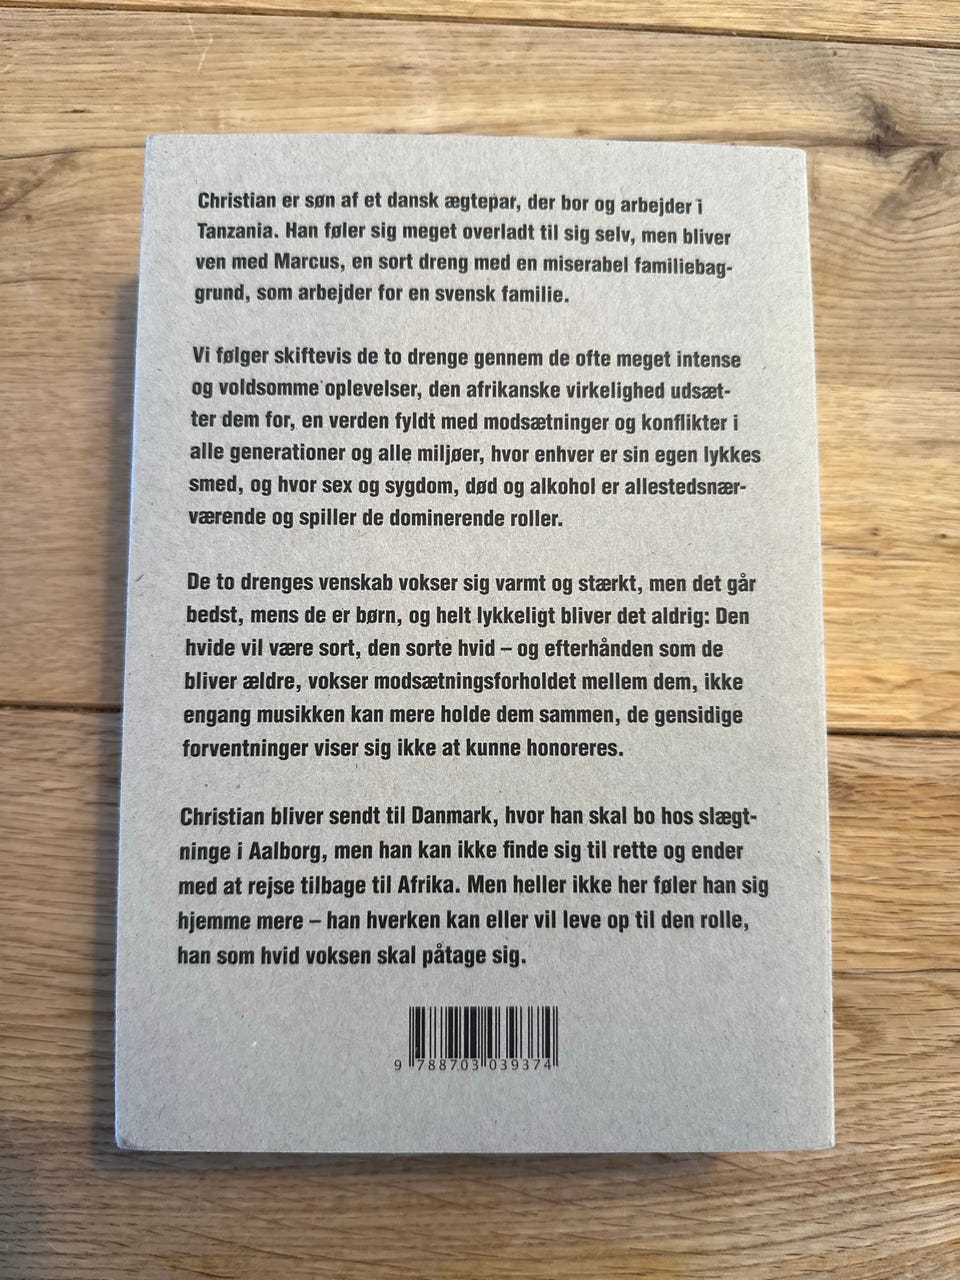 Christian er søn af et dansk ægtepar, der bor og arbejder i
Tanzania. Han føler sig meget overladt til sig selv, men bliver
ven med Marcus, en sort dreng med en miserabel familiebag-
grund, som arbejder for en svensk familie.
Vi følger skiftevis de to drenge gennem de ofte meget intense
og voldsomme oplevelser, den afrikanske virkelighed udsæt-
ter dem for, en verden fyldt med modsætninger og konflikter i
alle generationer og alle miljøer, hvor enhver er sin egen lykkes
smed, og hvor sex og sygdom, død og alkohol er allestedsnær-
værende og spiller de dominerende roller.
De to drenges venskab vokser sig varmt og stærkt, men det går
bedst, mens de er børn, og helt lykkeligt bliver det aldrig: Den
hvide vil være sort, den sorte hvid – og efterhånden som de
bliver ældre, vokser modsætningsforholdet mellem dem, ikke
engang musikken kan mere holde dem sammen, de gensidige
forventninger viser sig ikke at kunne honoreres.
Christian bliver sendt til Danmark, hvor han skal bo hos slægt-
ninge i Aalborg, men han kan ikke finde sig til rette og ender
med at rejse tilbage til Afrika. Men heller ikke her føler han sig
hjemme mere – han hverken kan eller vil leve op til den rolle,
han som hvid voksen skal påtage sig.
9 788703 039374